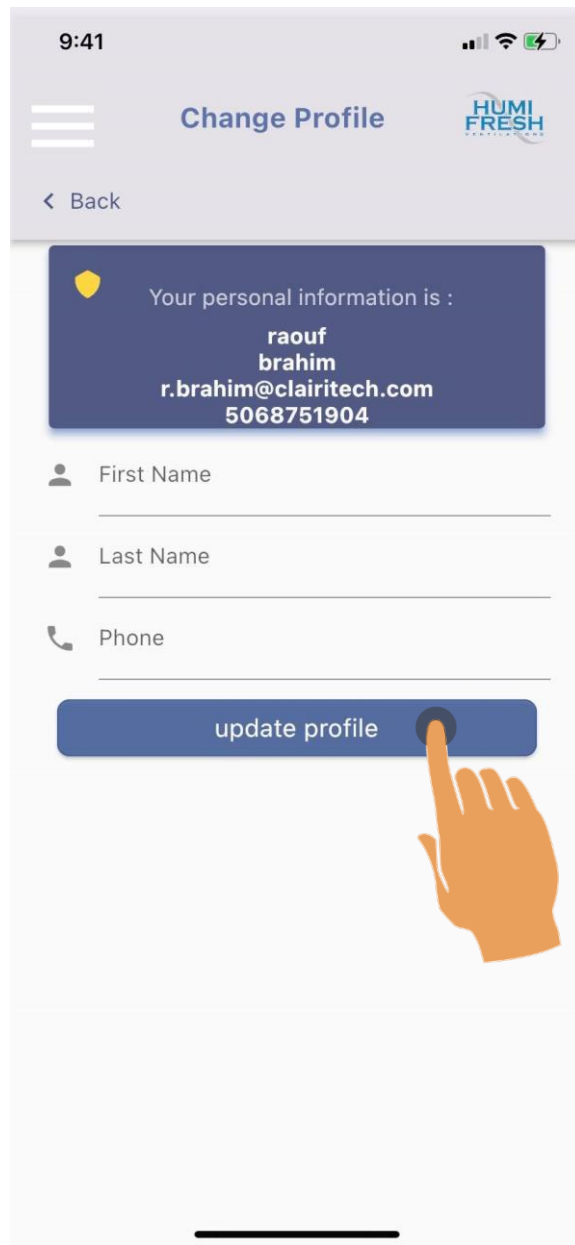 9:41
Change Profile
HUMI
FRESH
VENTILATIONS
Back
Your personal information is :
raouf
brahim
r.brahim@clairitech.com
5068751904
First Name
Last Name
Phone
update profile